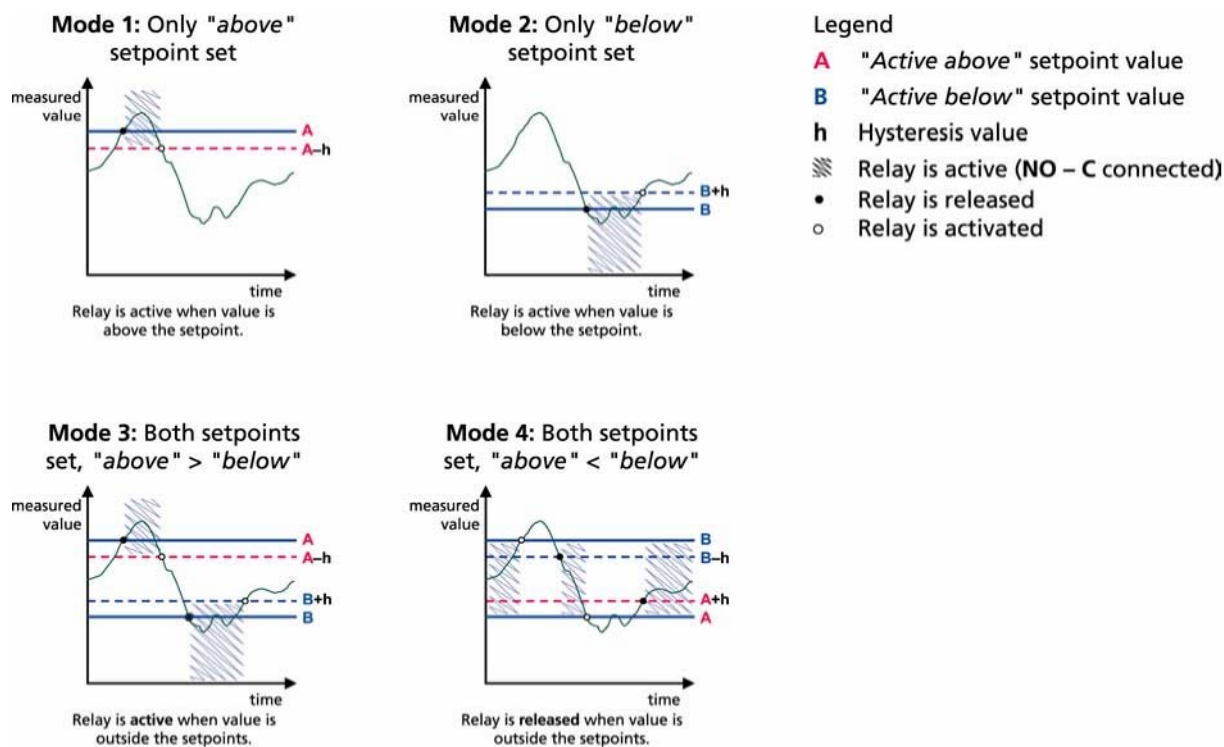 Mode 1: Only "above"
setpoint set
measured
value
A
A–h
time
Relay is active when value is
above the setpoint.
Mode 2: Only "below"
setpoint set
measured
value
B+h
B
time
Relay is active when value is
below the setpoint.
Legend
A "Active above" setpoint value
B "Active below" setpoint value
h Hysteresis value
Relay is active (NO – C connected)
Relay is released
Relay is activated
Mode 3: Both setpoints
set, "above" > "below"
measured
value
A
A–h
B+h
B
time
Relay is active when value is
outside the setpoints.
Mode 4: Both setpoints
set, "above" < "below"
measured
value
B
B–h
A+h
A
time
Relay is released when value is
outside the setpoints.